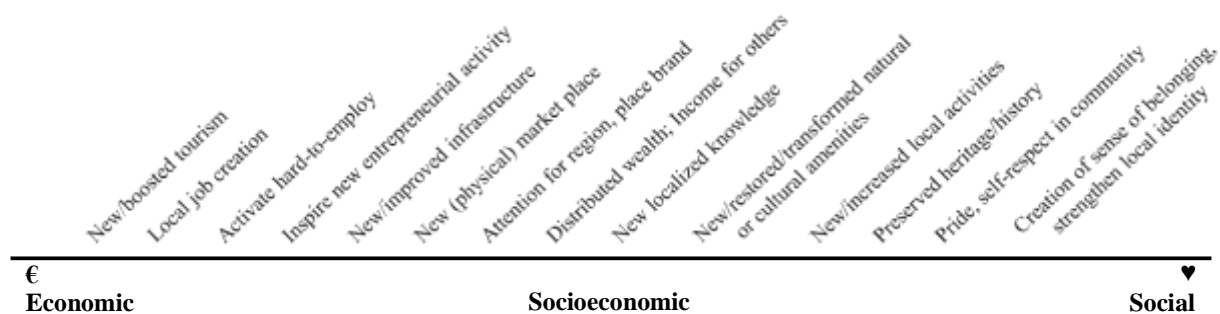 New/boosted tourism
Local job creation
Activate hard-to-employ
Inspire new entrepreneurial activity
New/improved infrastructure
New (physical) market place
Attention for region, place brand
Distributed wealth; Income for others
New localized knowledge
New/restored/transformed natural
or cultural amenities
New/increased local activities
Preserved heritage/history
Pride, self-respect in community
Creation of sense of belonging,
strengthen local identity
€ ♥
Economic Socioeconomic Social